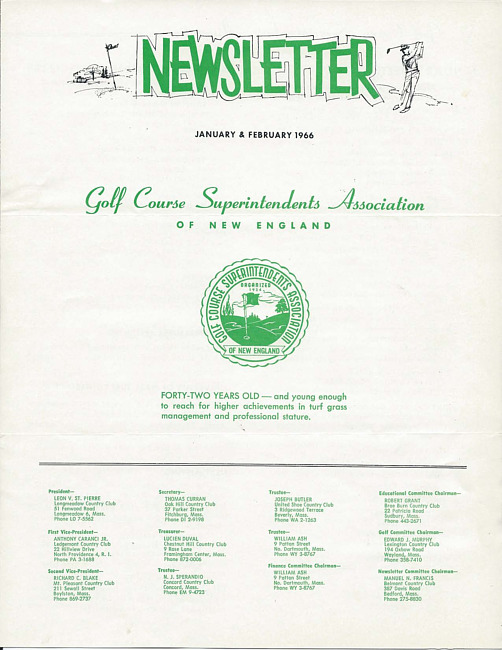 NEWSLETTER
JANUARY & FEBRUARY 1966
Golf Course Superintendents Association
OF NEW ENGLAND
GOLF COURSE SUPERINTENDENTS ASSOCIATION
ORGANIZED
1924
OF NEW ENGLAND
FORTY-TWO YEARS OLD — and young enough
to reach for higher achievements in turf grass
management and professional stature.
President—
LEON V. ST. PIERRE
Longmeadow Country Club
51 Fenwood Road
Longmeadow 6, Mass.
Phone LO 7-5562
First Vice-President—
ANTHONY CARANCI JR.
Ledgemont Country Club
22 Hillview Drive
North Providence 4, R. I.
Phone PA 3-1688
Second Vice-President—
RICHARD C. BLAKE
Mt. Pleasant Country Club
211 Sewall Street
Boylston, Mass.
Phone 869-2737
Secretary—
THOMAS CURRAN
Oak Hill Country Club
37 Forker Street
Fitchburg, Mass.
Phone DI 2-9198
Treasurer—
LUCIEN DUVAL
Chestnut Hill Country Club
9 Rose Lane
Framingham Center, Mass.
Phone 872-0006
Trustee—
N. J. SPERANDIO
Concord Country Club
Concord, Mass.
Phone EM 9-4723
Trustee—
JOSEPH BUTLER
United Shoe Country Club
3 Ridgewood Terrace
Beverly, Mass.
Phone WA 2-1263
Trustee—
WILLIAM ASH
9 Patton Street
No. Dartmouth, Mass.
Phone WY 3-8767
Finance Committee Chairman—
WILLIAM ASH
9 Patton Street
No. Dartmouth, Mass.
Phone WY 3-8767
Educational Committee Chairman—
ROBERT GRANT
Brae Burn Country Club
22 Patricia Road
Sudbury, Mass.
Phone 443-2671
Golf Committee Chairman—
EDWARD J. MURPHY
Lexington Country Club
194 Oxbow Road
Wayland, Mass.
Phone 358-7410
Newsletter Committee Chairman—
MANUEL N. FRANCIS
Belmont Country Club
387 Davis Road
Bedford, Mass.
Phone 275-8830